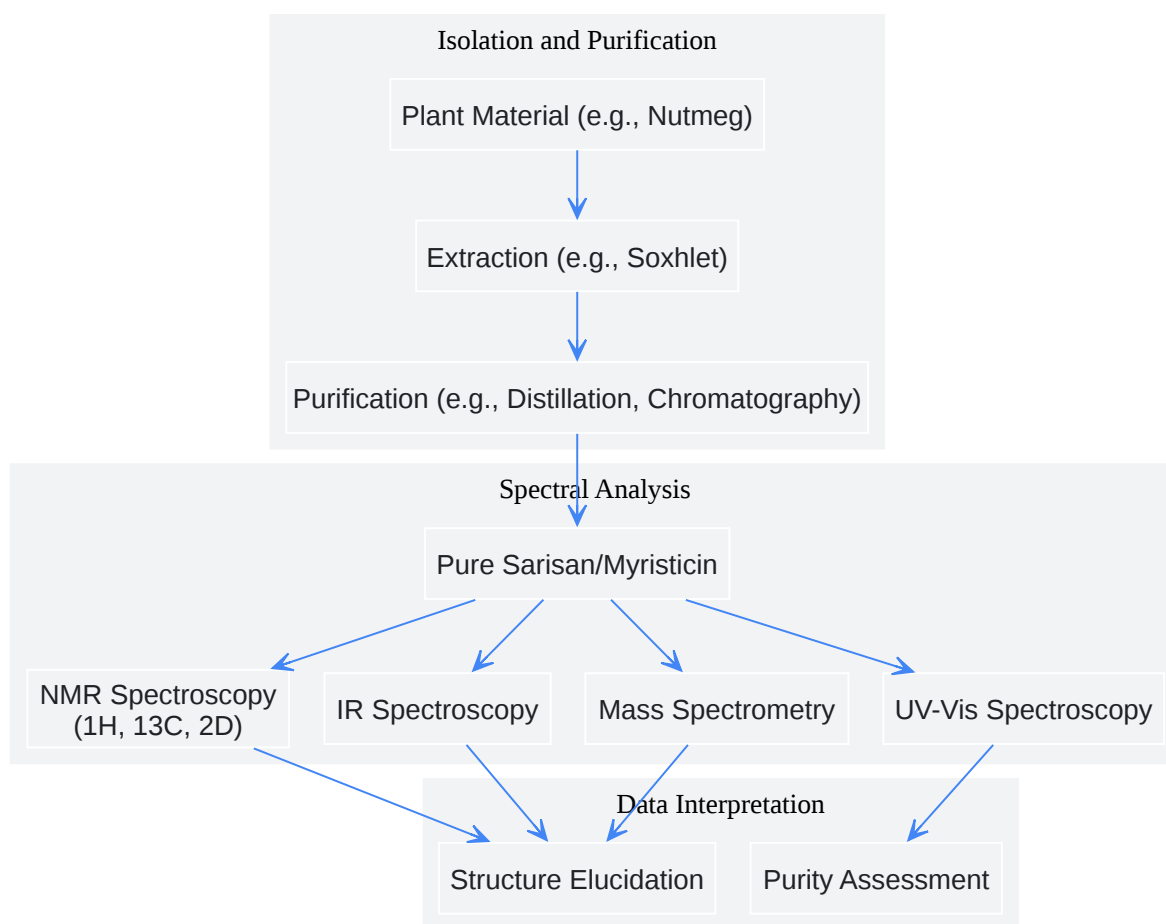 Isolation and Purification
Plant Material (e.g., Nutmeg)
Extraction (e.g., Soxhlet)
Purification (e.g., Distillation, Chromatography)
Spectral Analysis
Pure Sarisan/Myristicin
NMR Spectroscopy
(1H, 13C, 2D)
IR Spectroscopy
Mass Spectrometry
UV-Vis Spectroscopy
Data Interpretation
Structure Elucidation
Purity Assessment